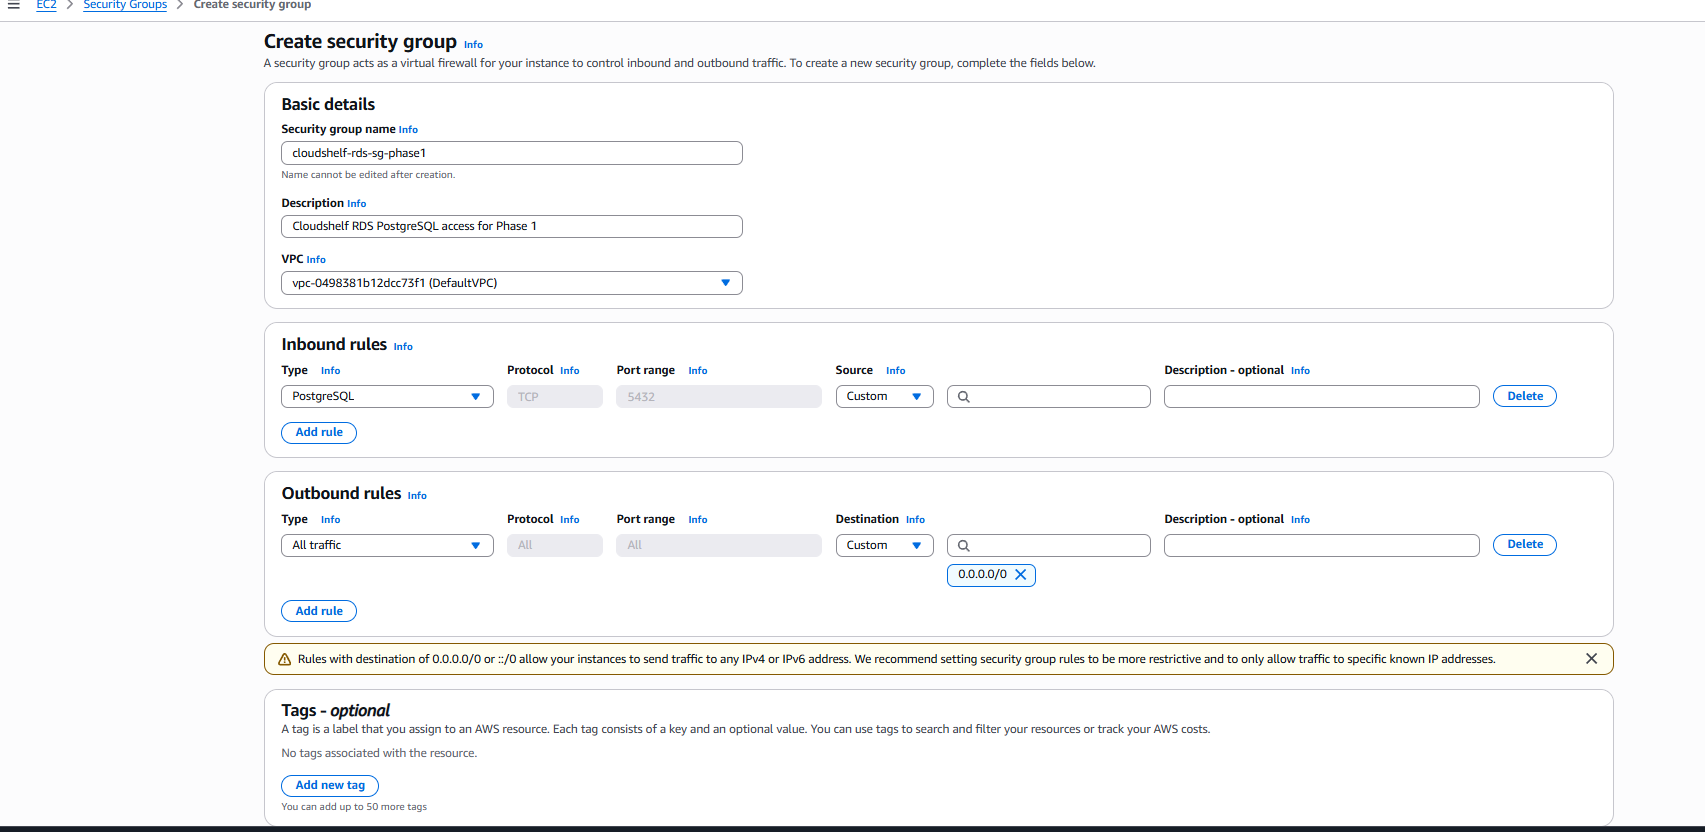 EC2 > Security Groups > Create security group
Create security group Info
A security group acts as a virtual firewall for your instance to control inbound and outbound traffic. To create a new security group, complete the fields below.
Basic details
Security group name Info
cloudshelf-rds-sg-phase1
Name cannot be edited after creation.
Description Info
Cloudshelf RDS PostgreSQL access for Phase 1
VPC Info
vpc-0498381b12dcc73f1 (DefaultVPC)
Inbound rules Info
Type Info Protocol Info Port range Info Source Info Description - optional Info
PostgreSQL TCP 5432 Custom Delete
Add rule
Outbound rules Info
Type Info Protocol Info Port range Info Destination Info Description - optional Info
All traffic All All Custom Delete
0.0.0.0/0
Add rule
Rules with destination of 0.0.0.0/0 or ::/0 allow your instances to send traffic to any IPv4 or IPv6 address. We recommend setting security group rules to be more restrictive and to only allow traffic to specific known IP addresses.
Tags - optional
A tag is a label that you assign to an AWS resource. Each tag consists of a key and an optional value. You can use tags to search and filter your resources or track your AWS costs.
No tags associated with the resource.
Add new tag
You can add up to 50 more tags